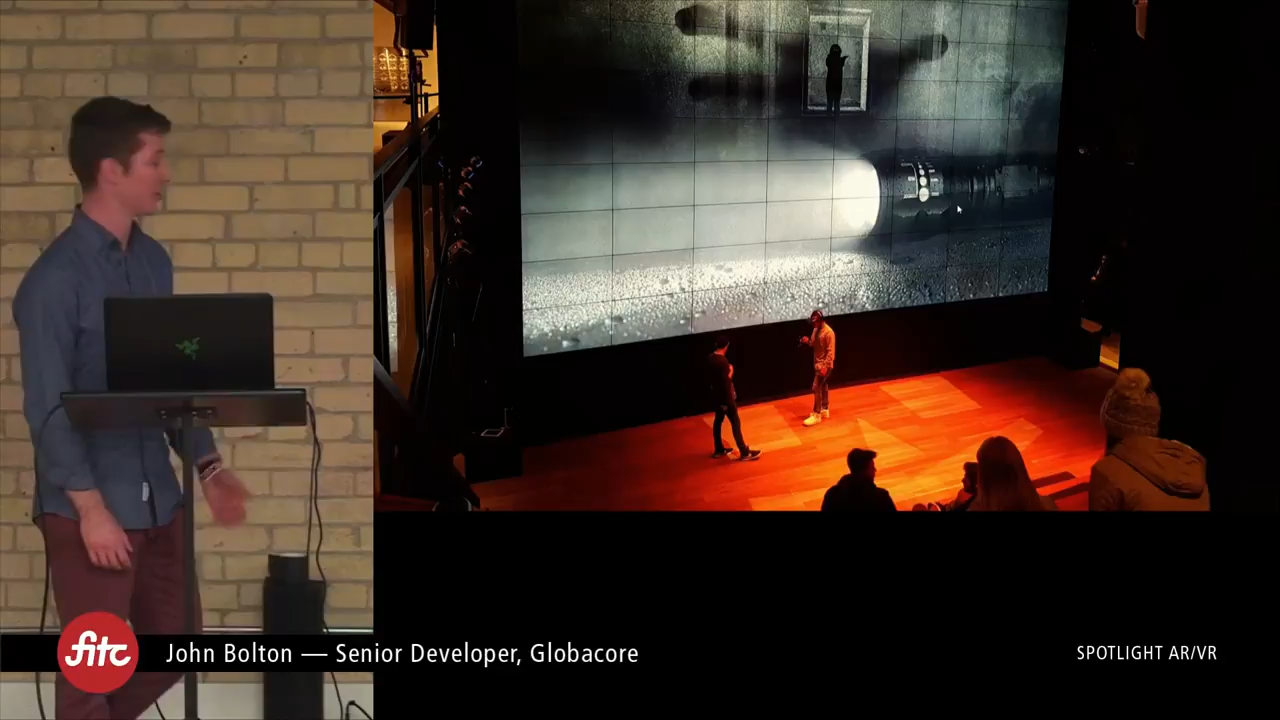 fitc
John Bolton — Senior Developer, Globacore
SPOTLIGHT AR/VR